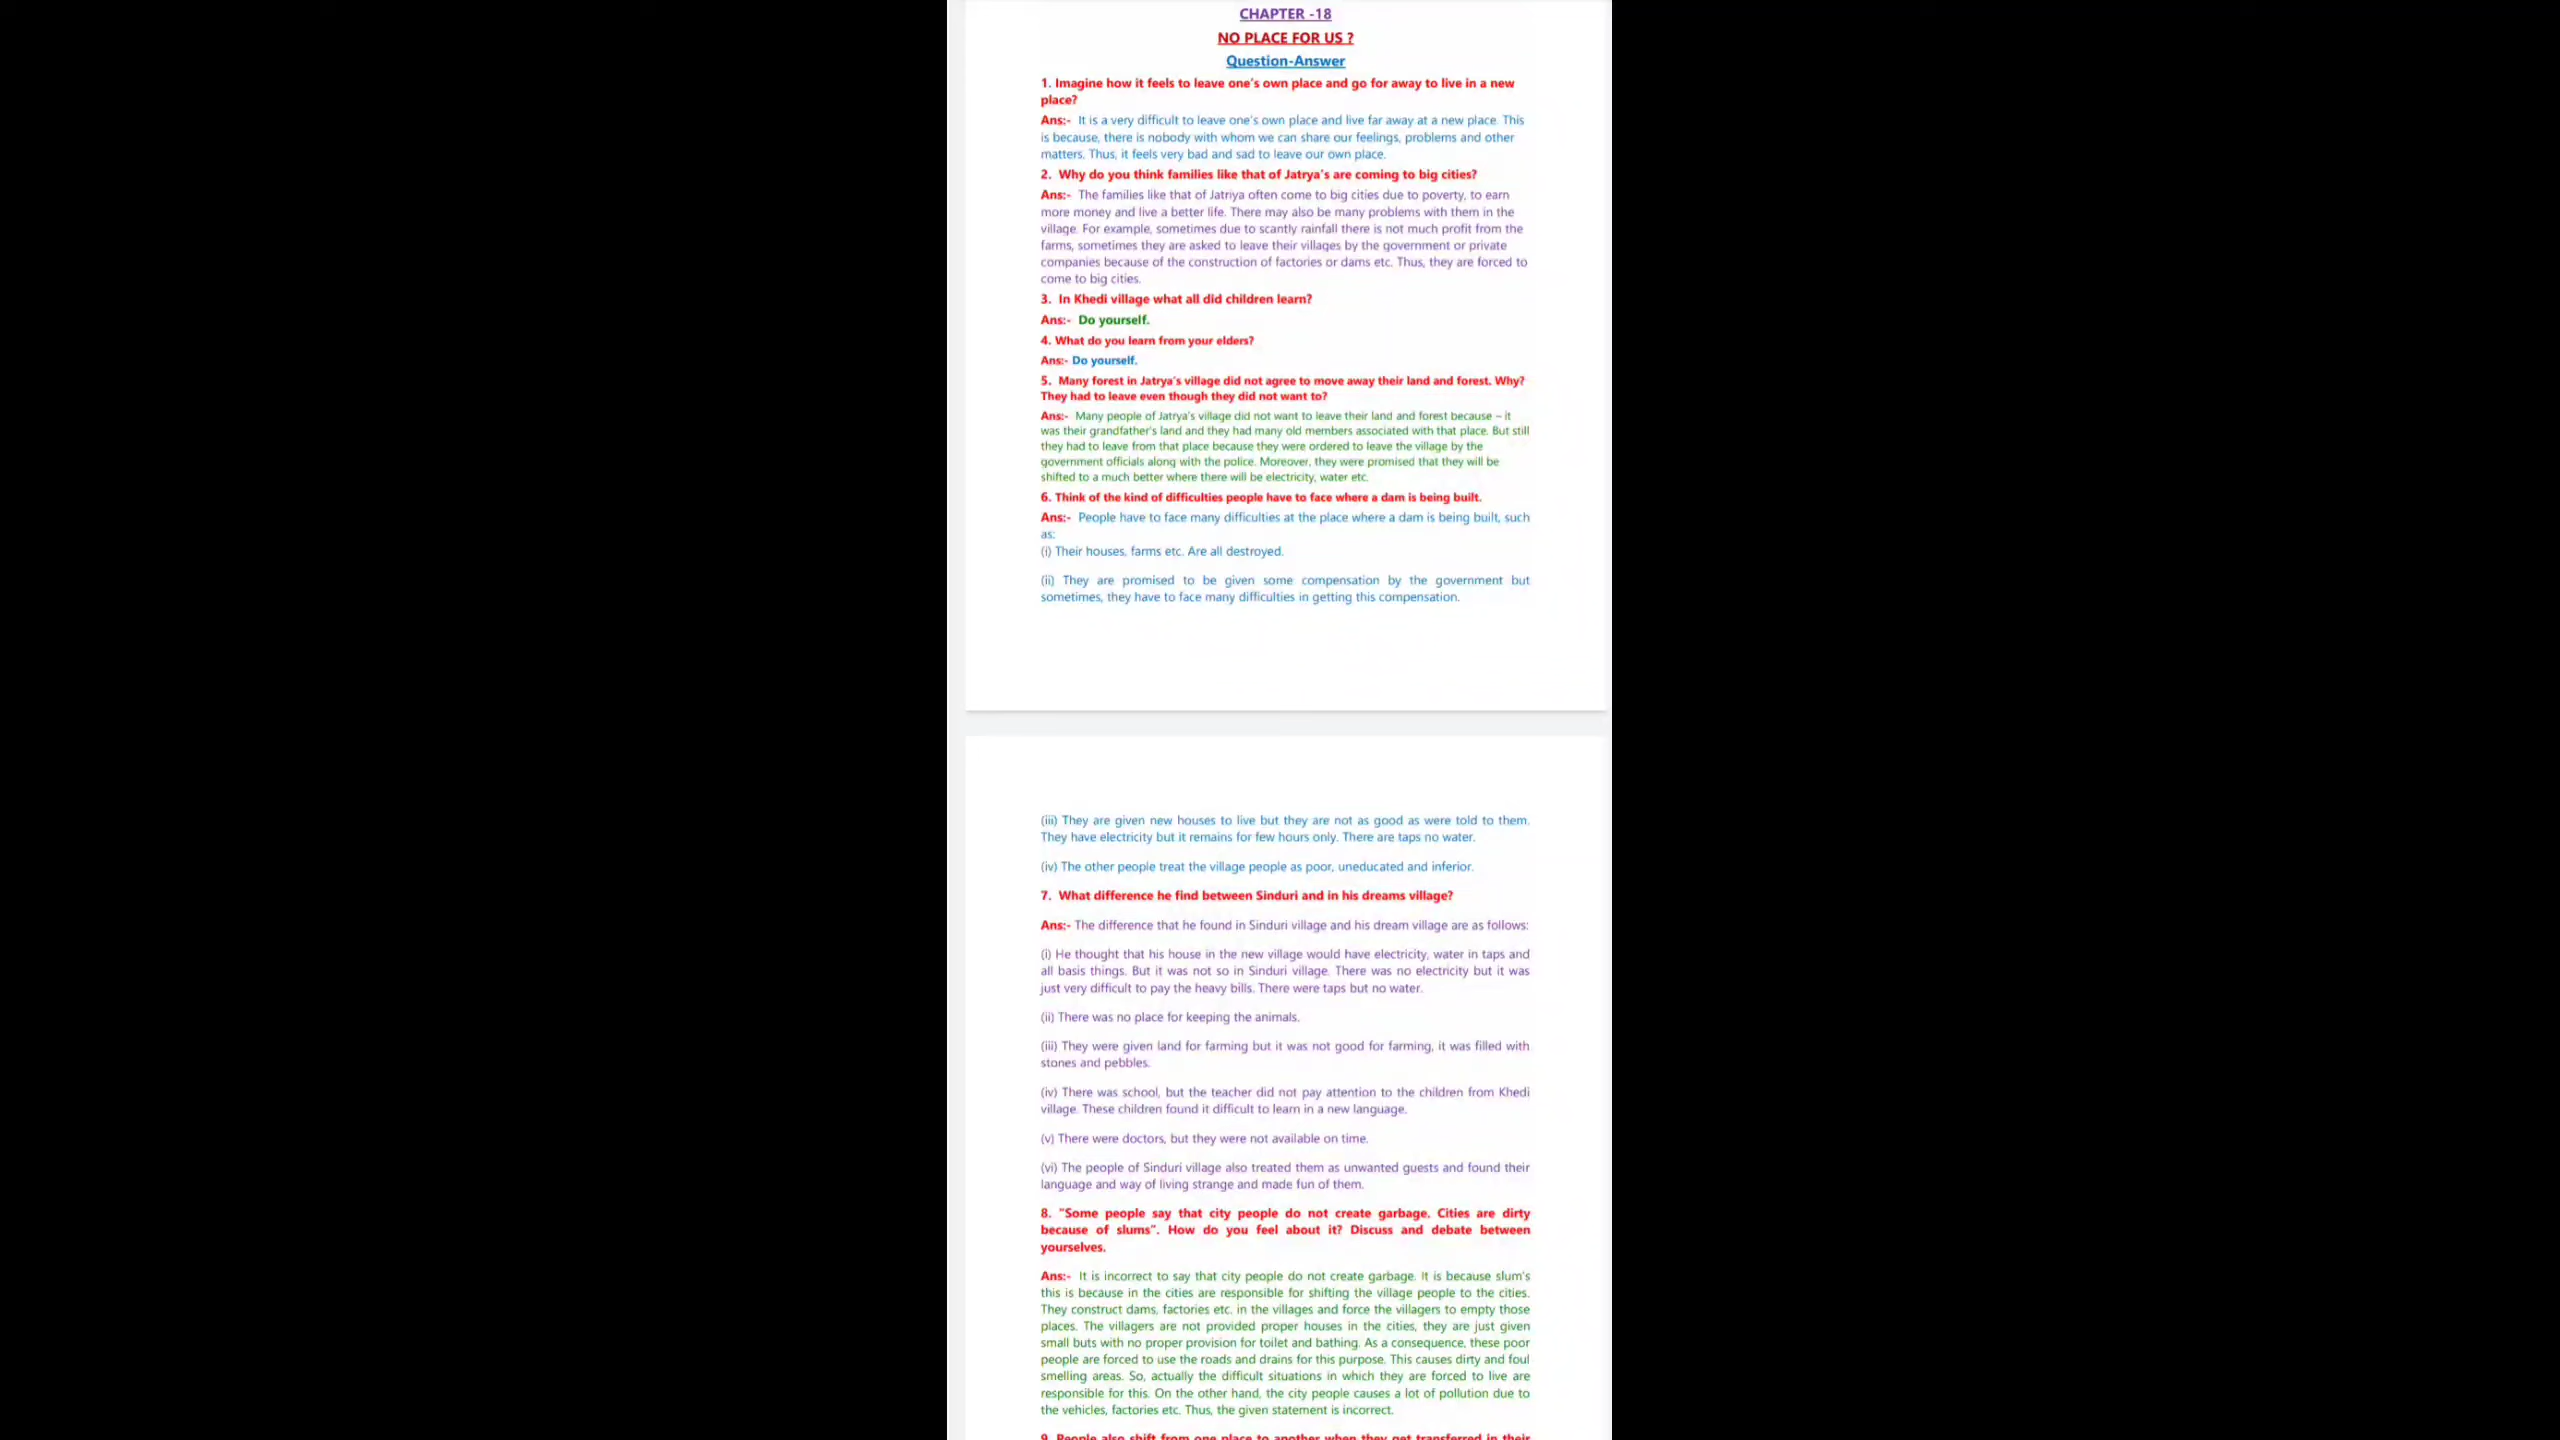 CHAPTER -18
NO PLACE FOR US ?
Question-Answer
1. Imagine how it feels to leave one's own place and go for away to live in a new
place?
Ans:- It is a very difficult to leave one's own place and live far away at a new place. This
is because, there is nobody with whom we can share our feelings, problems and other
matters. Thus, it feels very bad and sad to leave our own place.
2. Why do you think families like that of Jatrya's are coming to big cities?
Ans:- The families like that of Jatriya often come to big cities due to poverty, to earn
more money and live a better life. There may also be many problems with them in the
village. For example, sometimes due to scantly rainfall there is not much profit from the
farms, sometimes they are asked to leave their villages by the government or private
companies because of the construction of factories or dams etc. Thus, they are forced to
come to big cities.
3. In Khedi village what all did children learn?
Ans:- Do yourself.
4. What do you learn from your elders?
Ans:- Do yourself.
5. Many forest in Jatrya's village did not agree to move away their land and forest. Why?
They had to leave even though they did not want to?
Ans:- Many people of Jatrya's village did not want to leave their land and forest because – it
was their grandfather's land and they had many old members associated with that place. But still
they had to leave from that place because they were ordered to leave the village by the
government officials along with the police. Moreover, they were promised that they will be
shifted to a much better where there will be electricity, water etc.
6. Think of the kind of difficulties people have to face where a dam is being built.
Ans:- People have to face many difficulties at the place where a dam is being built, such
as:
(i) Their houses, farms etc. Are all destroyed.
(ii) They are promised to be given some compensation by the government but
sometimes, they have to face many difficulties in getting this compensation.
(iii) They are given new houses to live but they are not as good as were told to them.
They have electricity but it remains for few hours only. There are taps no water.
(iv) The other people treat the village people as poor, uneducated and inferior.
7. What difference he find between Sinduri and in his dreams village?
Ans:- The difference that he found in Sinduri village and his dream village are as follows:
(i) He thought that his house in the new village would have electricity, water in taps and
all basis things. But it was not so in Sinduri village. There was no electricity but it was
just very difficult to pay the heavy bills. There were taps but no water.
(ii) There was no place for keeping the animals.
(iii) They were given land for farming but it was not good for farming, it was filled with
stones and pebbles.
(iv) There was school, but the teacher did not pay attention to the children from Khedi
village. These children found it difficult to learn in a new language.
(v) There were doctors, but they were not available on time.
(vi) The people of Sinduri village also treated them as unwanted guests and found their
language and way of living strange and made fun of them.
8. "Some people say that city people do not create garbage. Cities are dirty
because of slums". How do you feel about it? Discuss and debate between
yourselves.
Ans:- It is incorrect to say that city people do not create garbage. It is because slum's
this is because in the cities are responsible for shifting the village people to the cities.
They construct dams, factories etc. in the villages and force the villagers to empty those
places. The villagers are not provided proper houses in the cities, they are just given
small buts with no proper provision for toilet and bathing. As a consequence, these poor
people are forced to use the roads and drains for this purpose. This causes dirty and foul
smelling areas. So, actually the difficult situations in which they are forced to live are
responsible for this. On the other hand, the city people causes a lot of pollution due to
the vehicles, factories etc. Thus, the given statement is incorrect.
9. People also shift from one place to another when they get transferred in their